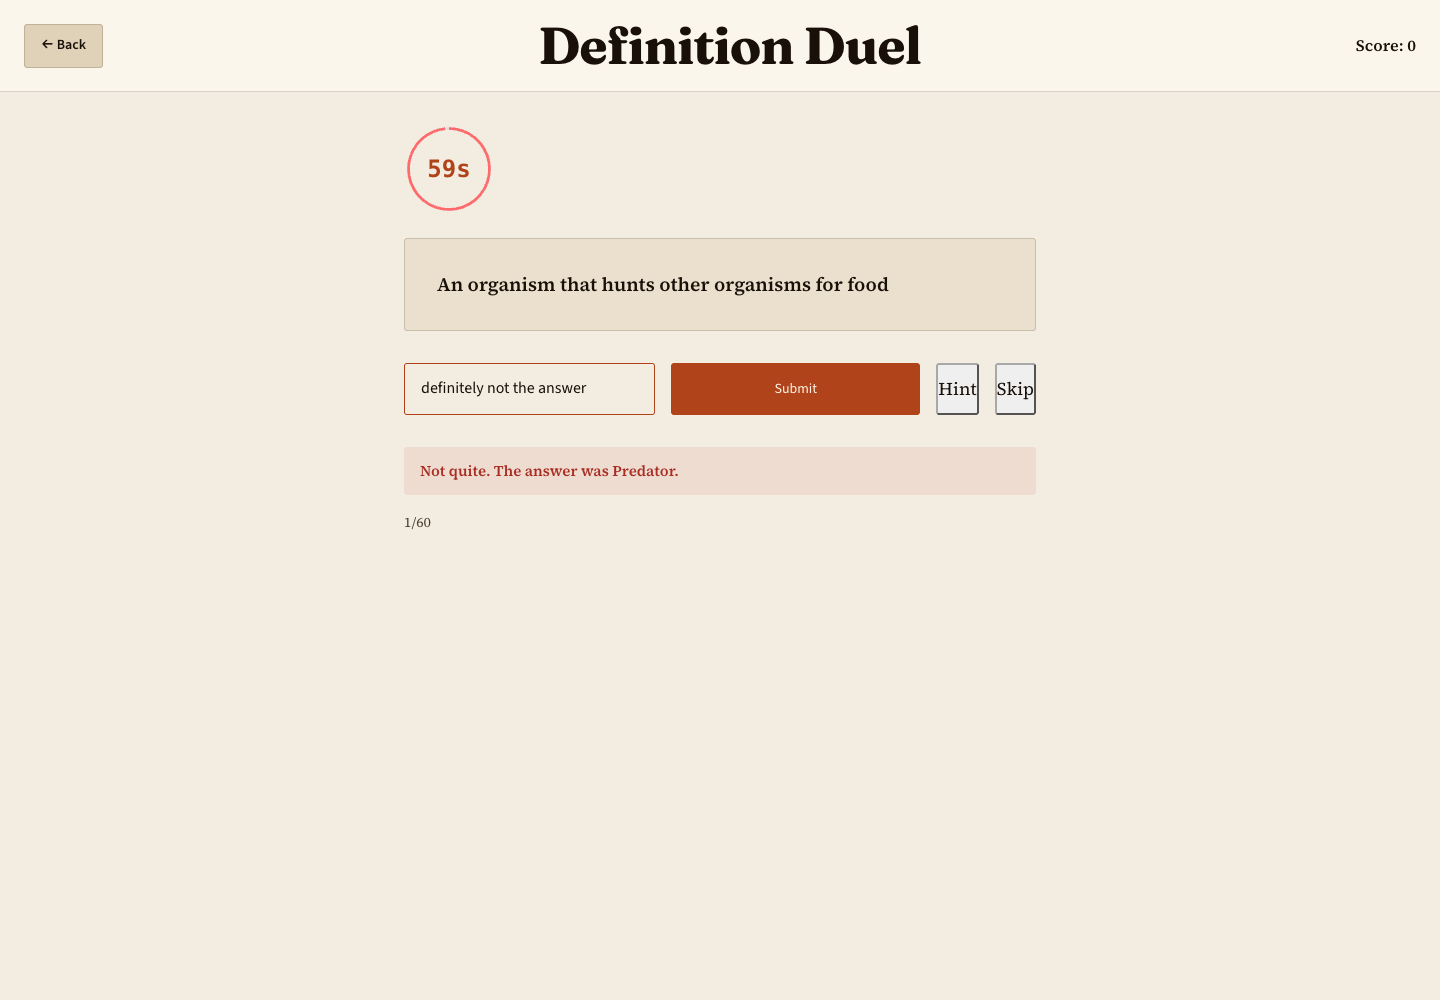 ← Back
Definition Duel
Score: 0
59s
An organism that hunts other organisms for food
definitely not the answer
Submit
Hint
Skip
Not quite. The answer was Predator.
1/60